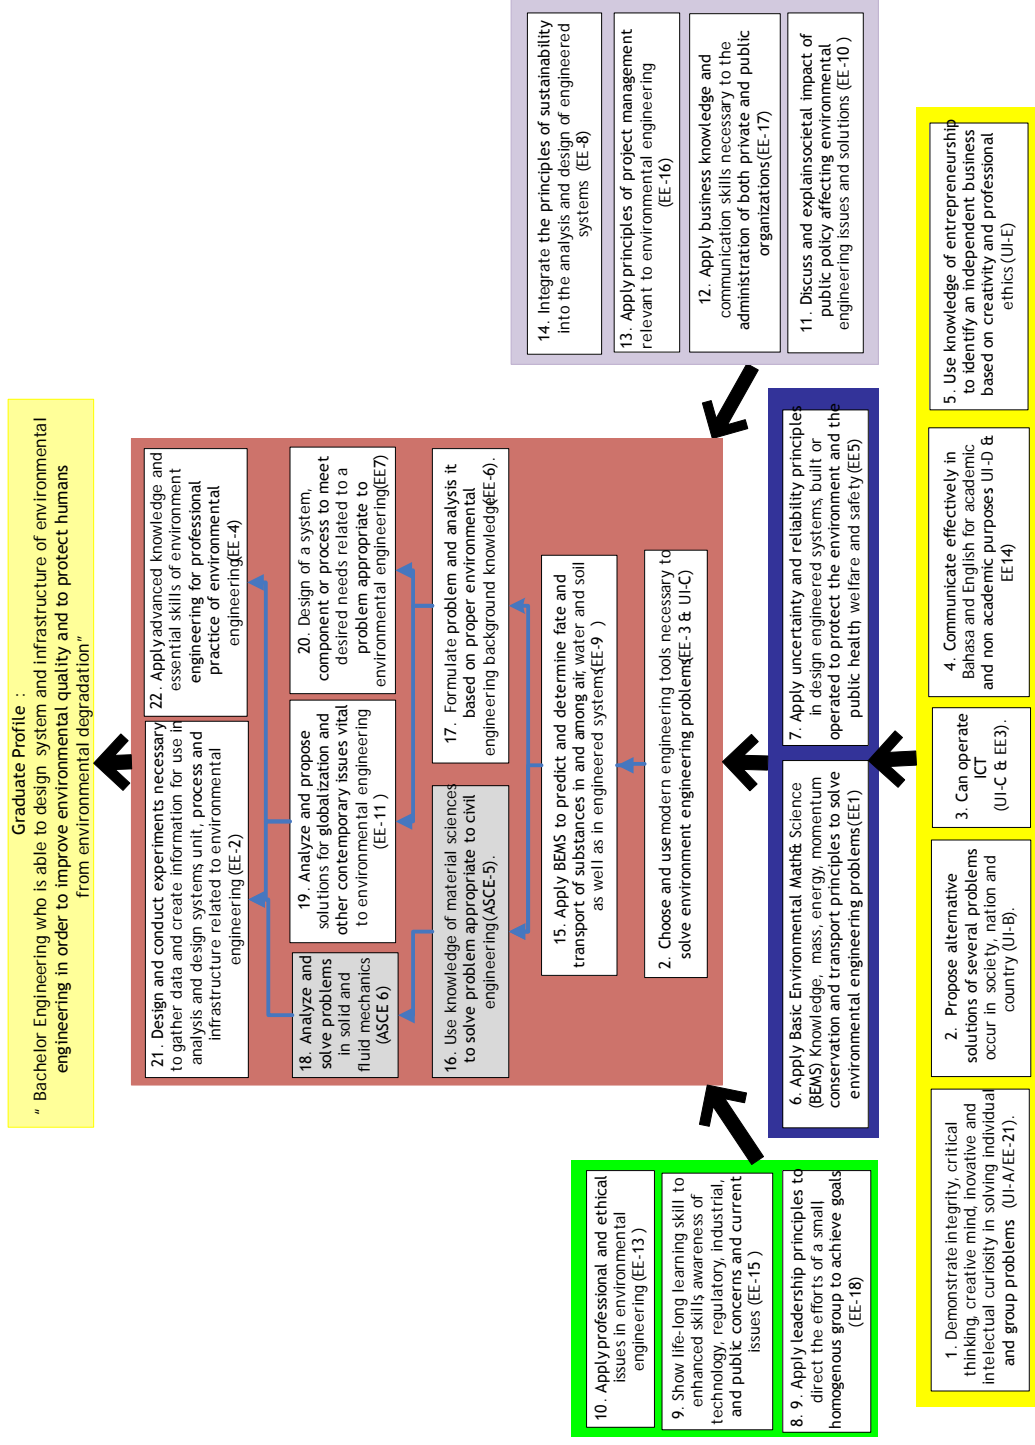 Graduate Profile :
“ Bachelor Engineering who is able to design system and infrastructure of environmental
engineering in order to improve environmental quality and to protect humans
from environmental degradation”
21. Design and conduct experiments necessary
to gather data and create information for use in
analysis and design systems, unit, process and
infrastructure related to environmental
engineering (EE-2)
22. Apply advanced knowledge and
essential skills of environment
engineering for professional
practice of environmental
engineering(EE-4)
18. Analyze and
solve problems
in solid and
fluid mechanics
(ASCE 6)
19. Analyze and propose
solutions for globalization and
other contemporary issues vital
to environmental engineering
(EE-11 )
20. Design of a system,
component or process to meet
desired needs related to a
problem appropriate to
environmental engineering(EE7)
16. Use knowledge of material sciences
to solve problem appropriate to civil
engineering(ASCE-5).
17. Formulate problem and analysis it
based on proper environmental
engineering background knowledge(EE-6).
15. Apply BEMS to predict and determine fate and
transport of substances in and among air, water and soil
as well as in engineered systems(EE-9 )
2. Choose and use modern engineering tools necessary to
solve environment engineering problems(EE-3 & UI-C)
10. Apply professional and ethical
issues in environmental
engineering (EE-13 )
9. Show life-long learning skill to
enhanced skills, awareness of
technology, regulatory, industrial,
and public concerns and current
issues (EE-15 )
8. 9. Apply leadership principles to
direct the efforts of a small
homogenous group to achieve goals
(EE-18)
14. Integrate the principles of sustainability
into the analysis and design of engineered
systems (EE-8)
13. Apply principles of project management
relevant to environmental engineering
(EE-16)
12. Apply business knowledge and
communication skills necessary to the
administration of both private and public
organizations(EE-17)
11. Discuss and explainsocietal impact of
public policy affecting environmental
engineering issues and solutions (EE-10 )
6. Apply Basic Environmental Math& Science
(BEMS) Knowledge, mass, energy, momentum
conservation and transport principles to solve
environmental engineering problems(EE1)
7. Apply uncertainty and reliability principles
in design engineered systems, built or
operated to protect the environment and the
public health welfare and safety(EE5)
1. Demonstrate integrity, critical
thinking, creative mind, inovative and
intelectual curiosity in solving individual
and group problems (UI-A/EE-21).
2. Propose alternative
solutions of several problems
occur in society, nation and
country (UI-B).
3. Can operate
ICT
(UI-C & EE3).
4. Communicate effectively in
Bahasa and English for academic
and non academic purposes UI-D &
EE14)
5. Use knowledge of entrepreneurship
to identify an independent business
based on creativity and professional
ethics (UI-E)